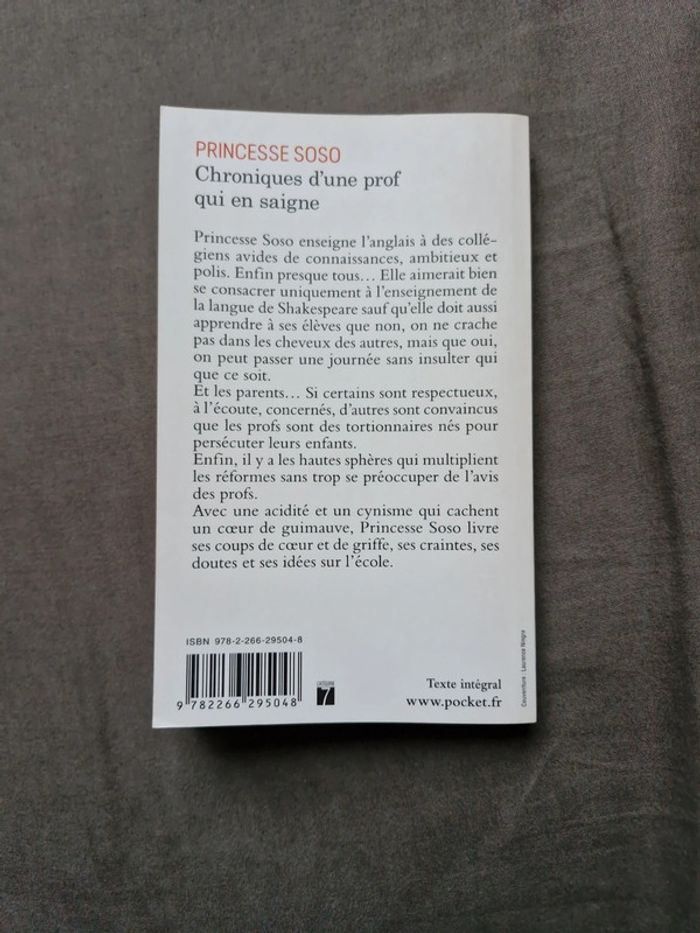 PRINCESSE SOSO
Chroniques d'une prof
qui en saigne
Princesse Soso enseigne l'anglais à des collé-
giens avides de connaissances, ambitieux et
polis. Enfin presque tous... Elle aimerait bien
se consacrer uniquement à l'enseignement de
la langue de Shakespeare sauf qu'elle doit aussi
apprendre à ses élèves que non, on ne crache
pas dans les cheveux des autres, mais que oui,
on peut passer une journée sans insulter qui
que ce soit.
Et les parents... Si certains sont respectueux,
à l'écoute, concernés, d'autres sont convaincus
que les profs sont des tortionnaires nés pour
persécuter leurs enfants.
Enfin, il y a les hautes sphères qui multiplient
les réformes sans trop se préoccuper de l'avis
des profs.
Avec une acidité et un cynisme qui cachent
un cœur de guimauve, Princesse Soso livre
ses coups de cœur et de griffe, ses craintes, ses
doutes et ses idées sur l'école.
ISBN 978-2-266-29504-8
9 782266 295048
CATÉGORIE
7
Texte intégral
www.pocket.fr
Couverture : Laurence Ningre